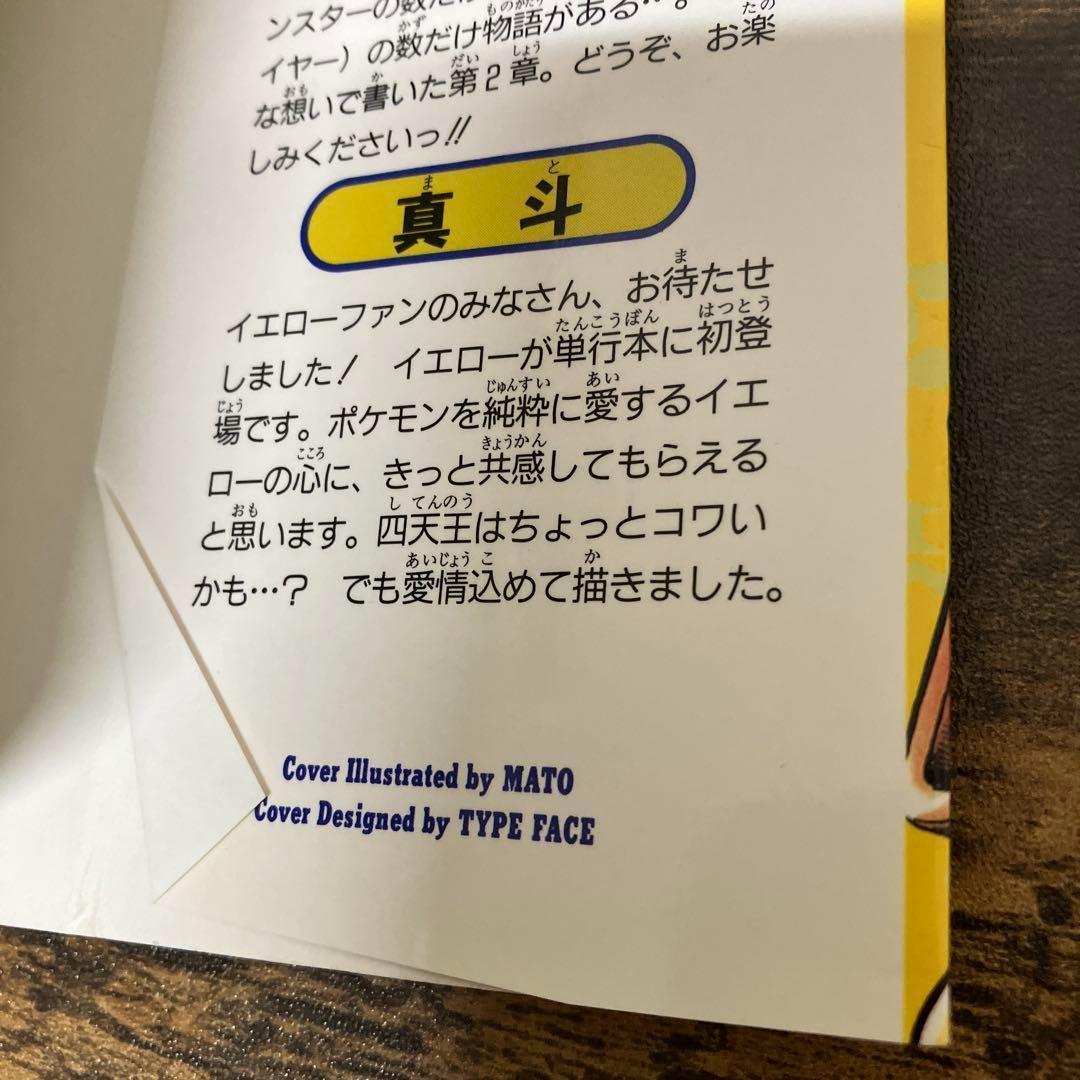 ンスターの数だけ
イヤー）の数だけ物語がある…。
な想いで書いた第2章。どうぞ、お楽
しみくださいっ!!
真斗
イエローファンのみなさん、お待たせ
しました！ イエローが単行本に初登
場です。ポケモンを純粋に愛するイエ
ローの心に、きっと共感してもらえる
と思います。四天王はちょっとコワい
かも…？ でも愛情込めて描きました。
Cover Illustrated by MATO
Cover Designed by TYPE FACE